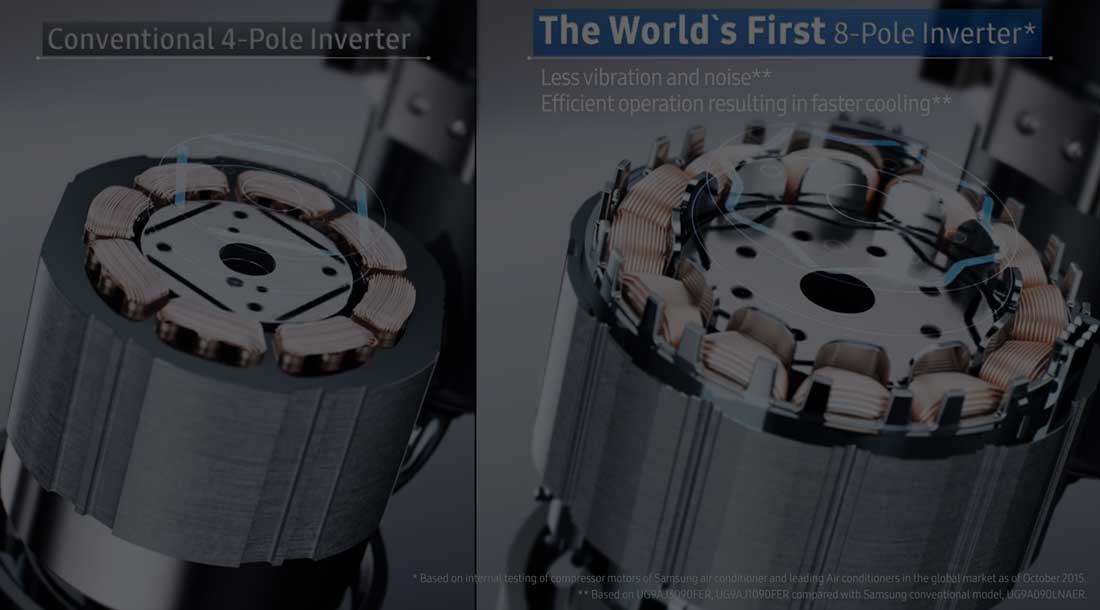 Conventional 4-Pole Inverter
The World`s First 8-Pole Inverter*
Less vibration and noise**
Efficient operation resulting in faster cooling**
* Based on internal testing of compressor motors of Samsung air conditioner and leading Air conditioners in the global market as of October 2015.
** Based on UG9AJ3090FER, UG9AJ1090FER compared with Samsung conventional model, UG9A090LNAER.